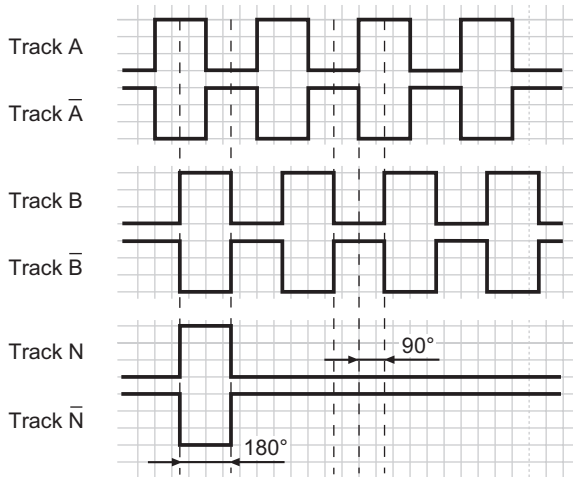 Track A
Track A̅
Track B
Track B̅
Track N
90°
Track N̅
180°